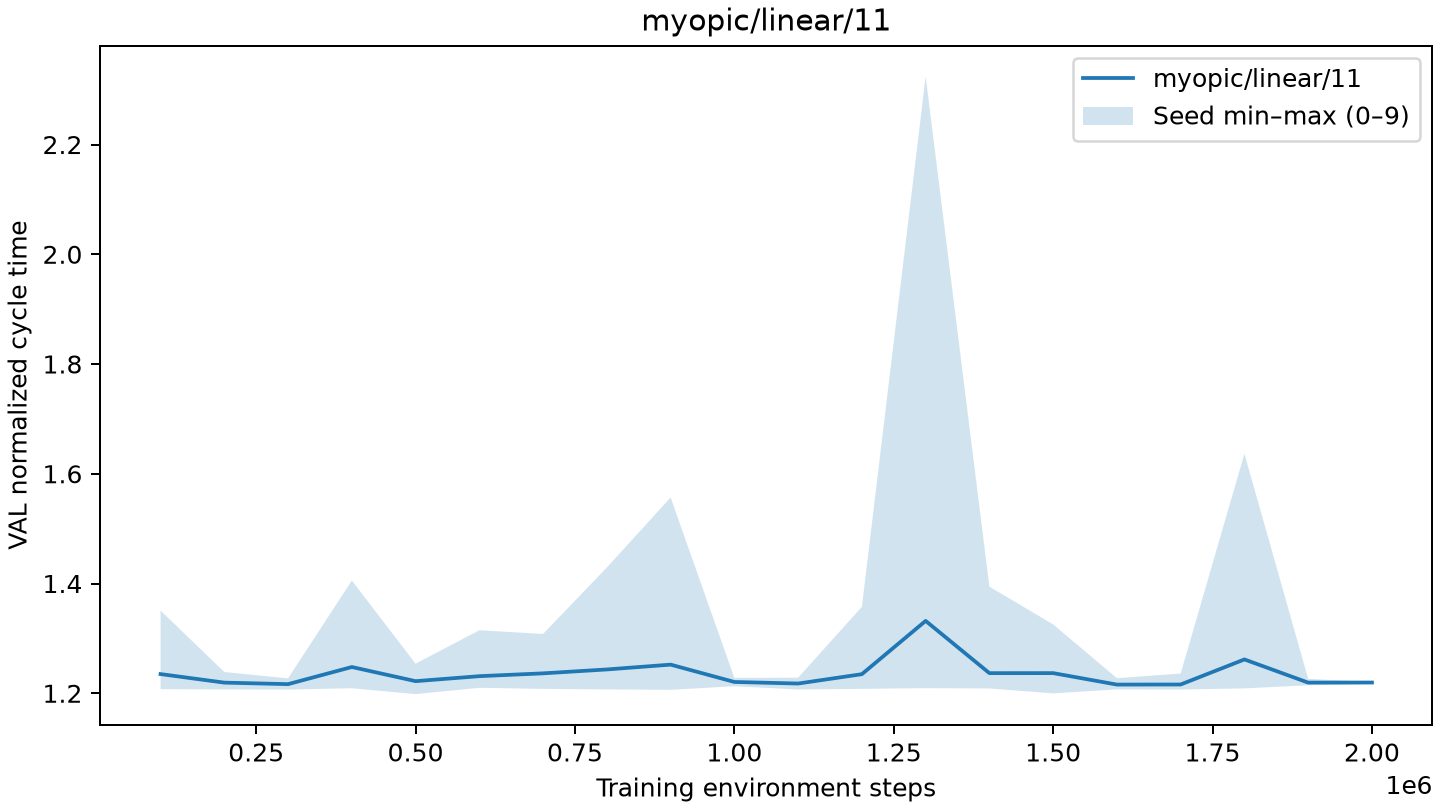 myopic/linear/11
myopic/linear/11
Seed min–max (0–9)
VAL normalized cycle time
2.2
2.0
1.8
1.6
1.4
1.2
0.25 0.50 0.75 1.00 1.25 1.50 1.75 2.00
1e6
Training environment steps